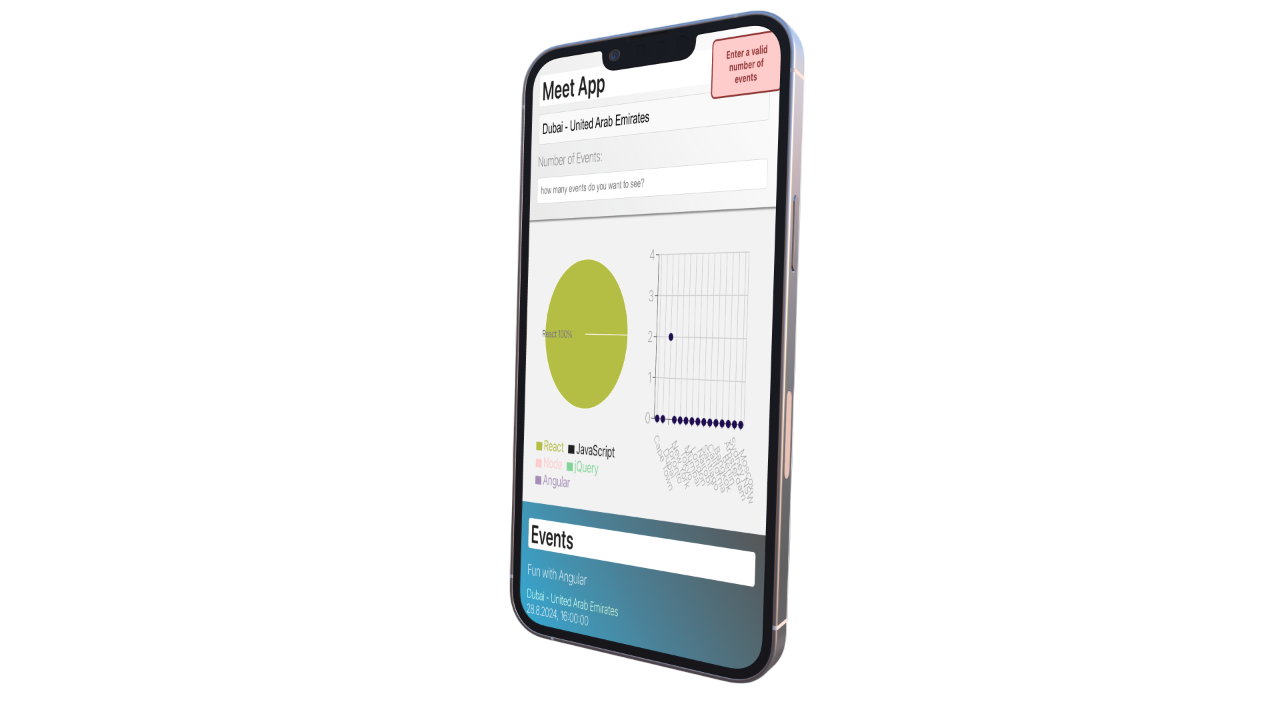 Meet App
Enter a valid
number of
events
Dubai - United Arab Emirates
Number of Events:
how many events do you want to see?
React 100%
4
3
2
1
0
React JavaScript
Node jQuery
Angular
Events
Fun with Angular
Dubai - United Arab Emirates
28.8.2024, 16:00:00